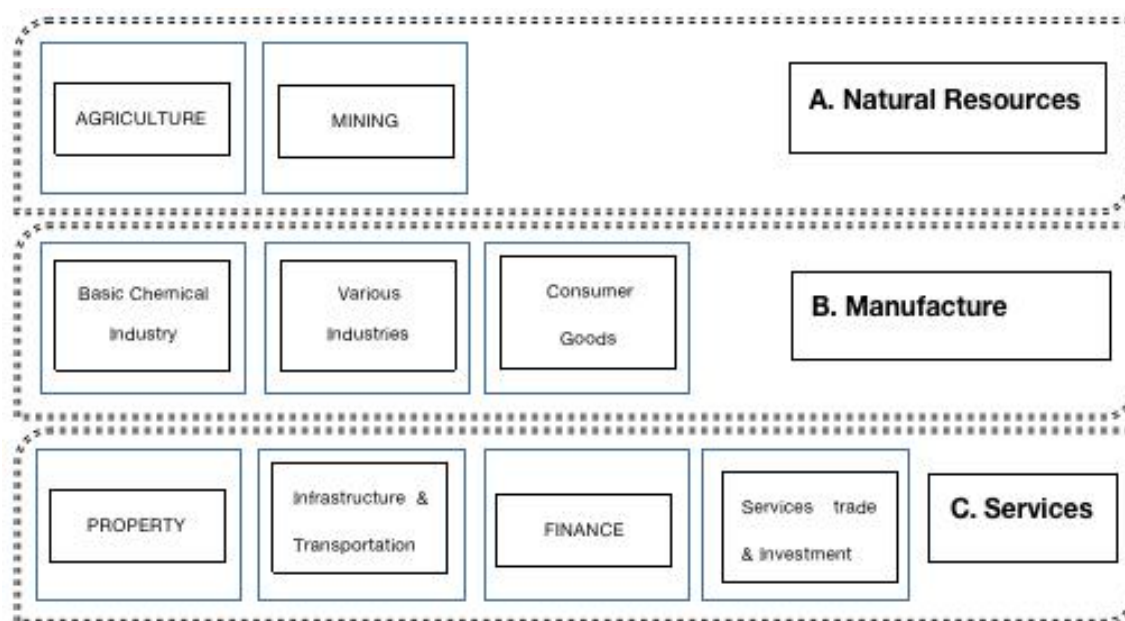 AGRICULTURE
MINING
A. Natural Resources
Basic Chemical
Industry
Various
Industries
Consumer
Goods
B. Manufacture
PROPERTY
Infrastructure &
Transportation
FINANCE
Services trade
& Investment
C. Services